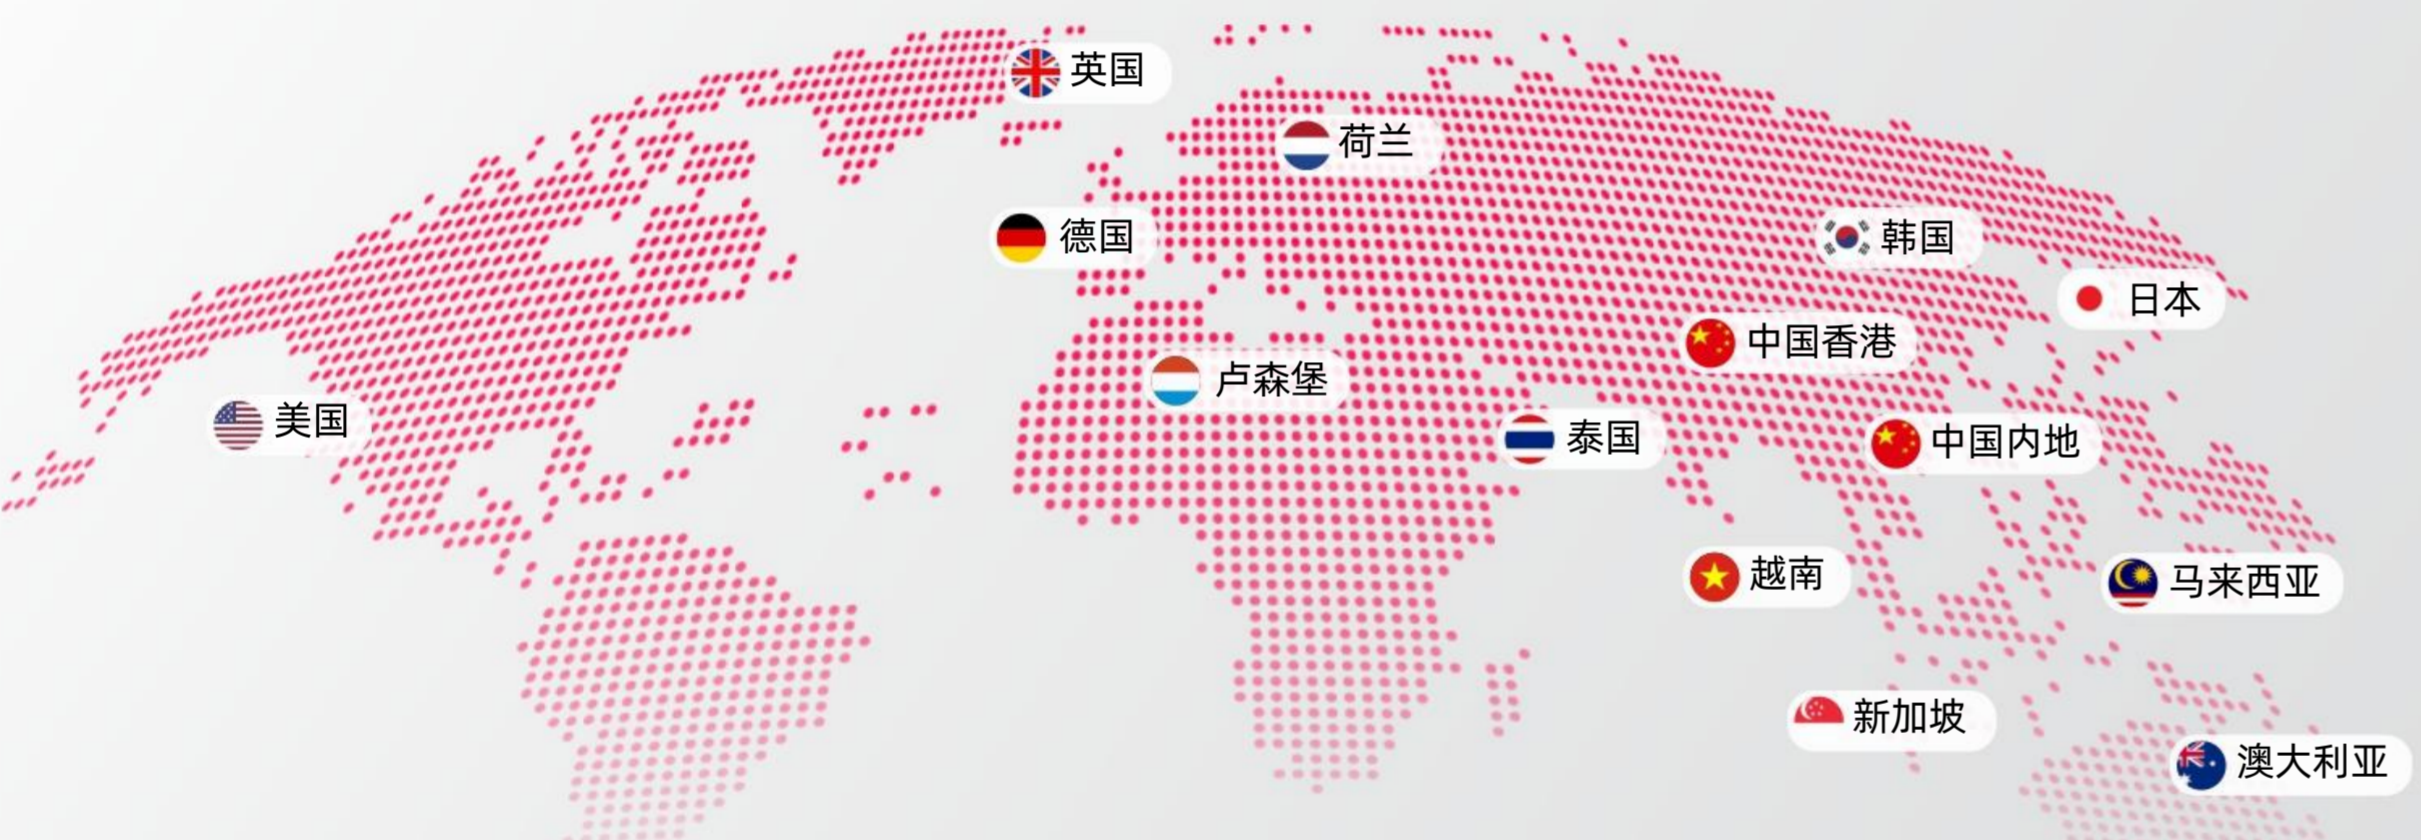 英国
荷兰
德国
韩国
日本
中国香港
卢森堡
美国
泰国
中国内地
越南
马来西亚
新加坡
澳大利亚